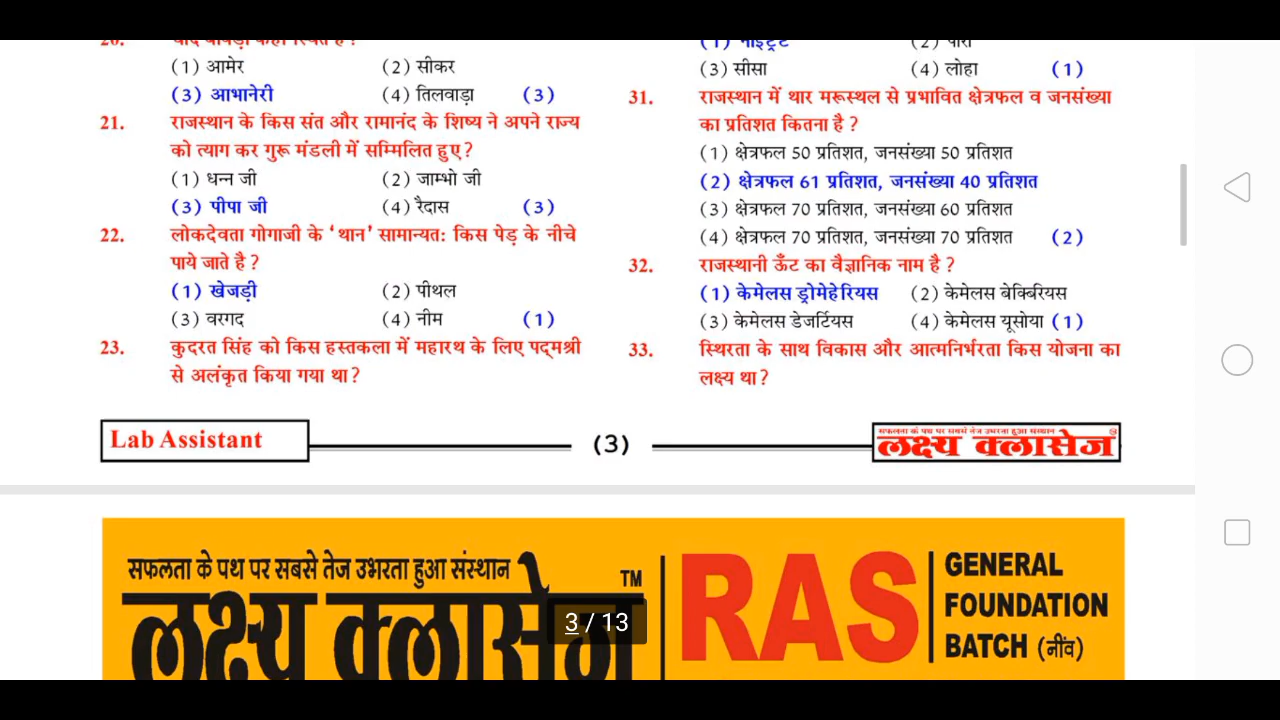 (1) आमेर (2) सीकर
(3) आभानेरी (4) तिलवाड़ा (3)
21. राजस्थान के किस संत और रामानंद के शिष्य ने अपने राज्य
को त्याग कर गुरू मंडली में सम्मिलित हुए?
(1) धन्न जी (2) जाम्भो जी
(3) पीपा जी (4) रैदास (3)
22. लोकदेवता गोगाजी के ‘थान’ सामान्यत: किस पेड़ के नीचे
पाये जाते है ?
(1) खेजड़ी (2) पीथल
(3) वरगद (4) नीम (1)
23. कुदरत सिंह को किस हस्तकला में महारथ के लिए पद्मश्री
से अलंकृत किया गया था?
(3) सीसा (4) लोहा (1)
31. राजस्थान में थार मरूस्थल से प्रभावित क्षेत्रफल व जनसंख्या
का प्रतिशत कितना है ?
(1) क्षेत्रफल 50 प्रतिशत, जनसंख्या 50 प्रतिशत
(2) क्षेत्रफल 61 प्रतिशत, जनसंख्या 40 प्रतिशत
(3) क्षेत्रफल 70 प्रतिशत, जनसंख्या 60 प्रतिशत
(4) क्षेत्रफल 70 प्रतिशत, जनसंख्या 70 प्रतिशत (2)
32. राजस्थानी ऊँट का वैज्ञानिक नाम है ?
(1) केमेलस ड्रोमेहेरियस (2) केमेलस बेक्बिरियस
(3) केमेलस डेजर्टियस (4) केमेलस यूसोया (1)
33. स्थिरता के साथ विकास और आत्मनिर्भरता किस योजना का
लक्ष्य था?
Lab Assistant (3) सफलता के पथ पर सबसे तेज उभरता हुआ संस्थान
लक्ष्य क्लासेज
सफलता के पथ पर सबसे तेज उभरता हुआ संस्थान
TM
लक्ष्य क्लासेज
3 / 13
RAS
GENERAL
FOUNDATION
BATCH (नींव)